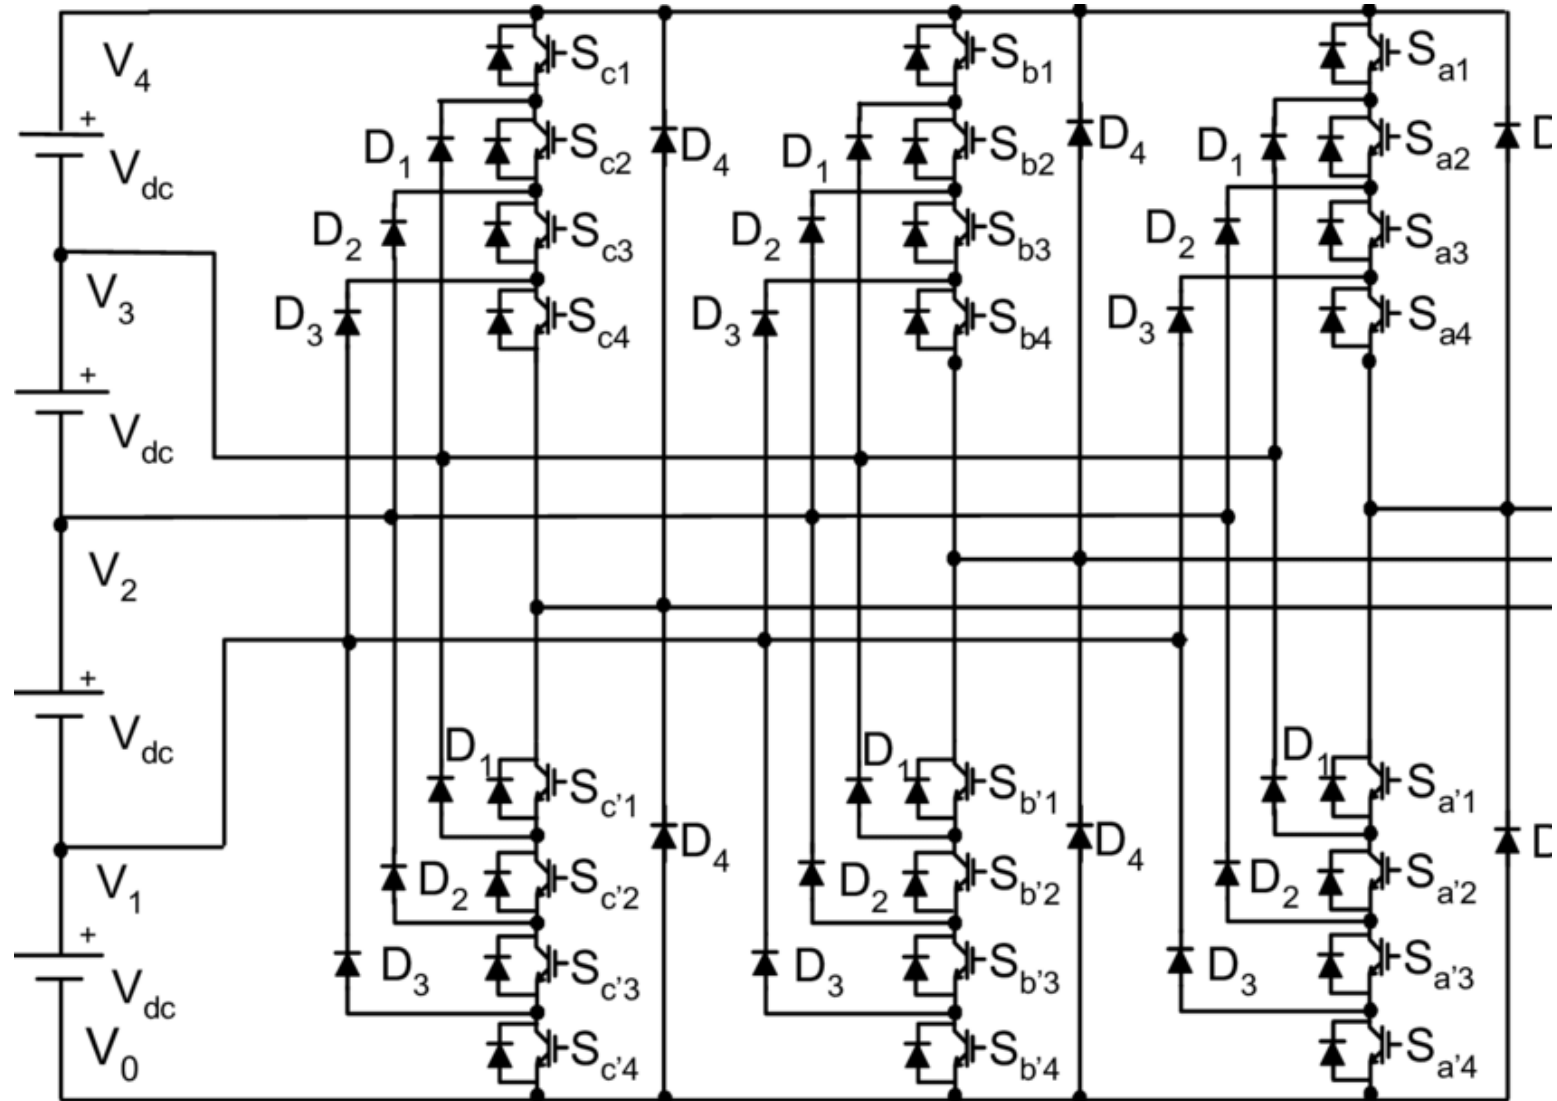 V4
+
Vdc
V3
+
Vdc
V2
+
Vdc
V1
+
Vdc
V0
Sc1
D1
Sc2
D4
D2
Sc3
D3
Sc4
D1
Sc'1
D4
D2
Sc'2
D3
Sc'3
Sc'4
Sb1
D1
Sb2
D4
D2
Sb3
D3
Sb4
D1
Sb'1
D4
D2
Sb'2
D3
Sb'3
Sb'4
Sa1
D1
Sa2
D
D2
Sa3
D3
Sa4
D1
Sa'1
D
D2
Sa'2
D3
Sa'3
Sa'4